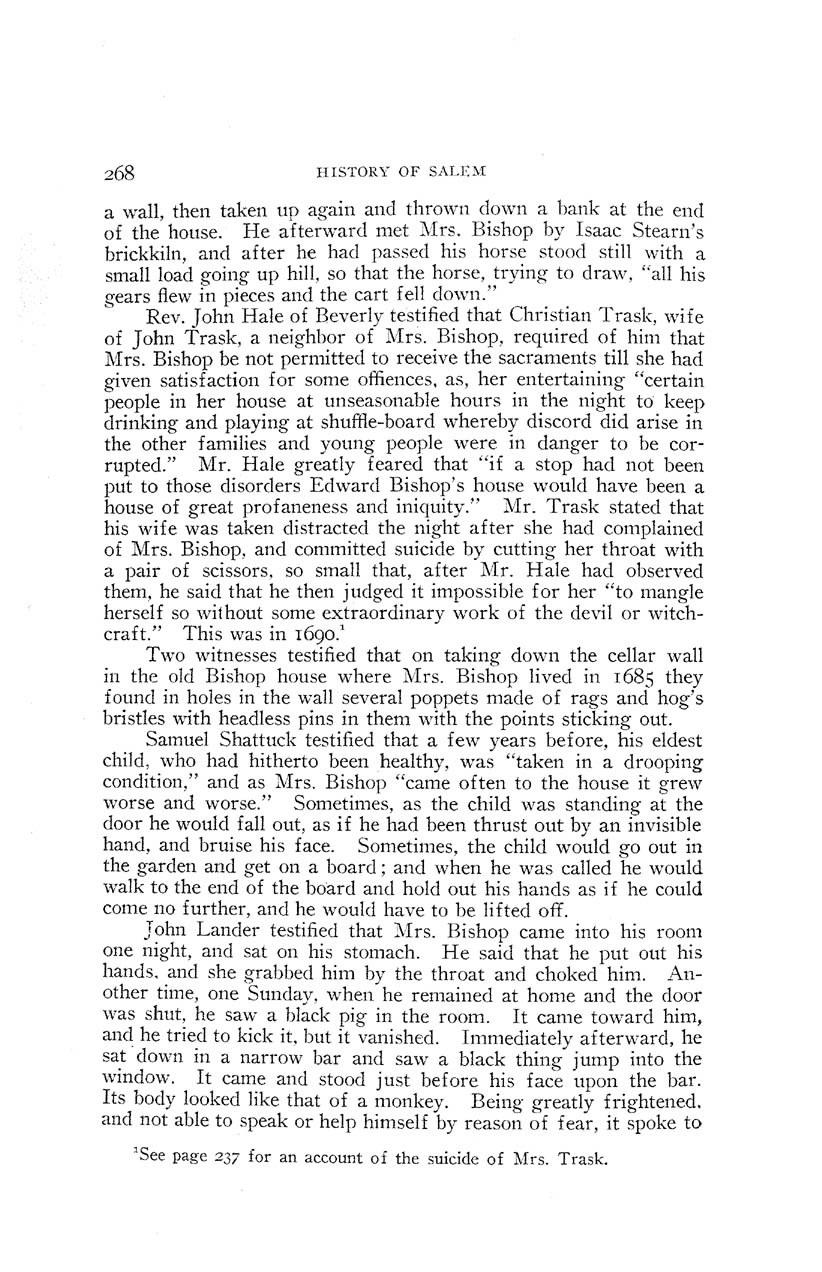 268 HISTORY OF SALEM
a wall, then taken up again and thrown down a bank at the end
of the house. He afterward met Mrs. Bishop by Isaac Stearn's
brickkiln, and after he had passed his horse stood still with a
small load going up hill, so that the horse, trying to draw, "all his
gears flew in pieces and the cart fell down."
Rev. John Hale of Beverly testified that Christian Trask, wife
of John Trask, a neighbor of Mrs. Bishop, required of him that
Mrs. Bishop be not permitted to receive the sacraments till she had
given satisfaction for some offiences, as, her entertaining "certain
people in her house at unseasonable hours in the night to keep
drinking and playing at shuffle-board whereby discord did arise in
the other families and young people were in danger to be cor-
rupted." Mr. Hale greatly feared that "if a stop had not been
put to those disorders Edward Bishop's house would have been a
house of great profaneness and iniquity." Mr. Trask stated that
his wife was taken distracted the night after she had complained
of Mrs. Bishop, and committed suicide by cutting her throat with
a pair of scissors, so small that, after Mr. Hale had observed
them, he said that he then judged it impossible for her "to mangle
herself so without some extraordinary work of the devil or witch-
craft." This was in 1690.¹
Two witnesses testified that on taking down the cellar wall
in the old Bishop house where Mrs. Bishop lived in 1685 they
found in holes in the wall several poppets made of rags and hog's
bristles with headless pins in them with the points sticking out.
Samuel Shattuck testified that a few years before, his eldest
child, who had hitherto been healthy, was "taken in a drooping
condition," and as Mrs. Bishop "came often to the house it grew
worse and worse." Sometimes, as the child was standing at the
door he would fall out, as if he had been thrust out by an invisible
hand, and bruise his face. Sometimes, the child would go out in
the garden and get on a board; and when he was called he would
walk to the end of the board and hold out his hands as if he could
come no further, and he would have to be lifted off.
John Lander testified that Mrs. Bishop came into his room
one night, and sat on his stomach. He said that he put out his
hands, and she grabbed him by the throat and choked him. An-
other time, one Sunday, when he remained at home and the door
was shut, he saw a black pig in the room. It came toward him,
and he tried to kick it, but it vanished. Immediately afterward, he
sat down in a narrow bar and saw a black thing jump into the
window. It came and stood just before his face upon the bar.
Its body looked like that of a monkey. Being greatly frightened,
and not able to speak or help himself by reason of fear, it spoke to
¹See page 237 for an account of the suicide of Mrs. Trask.